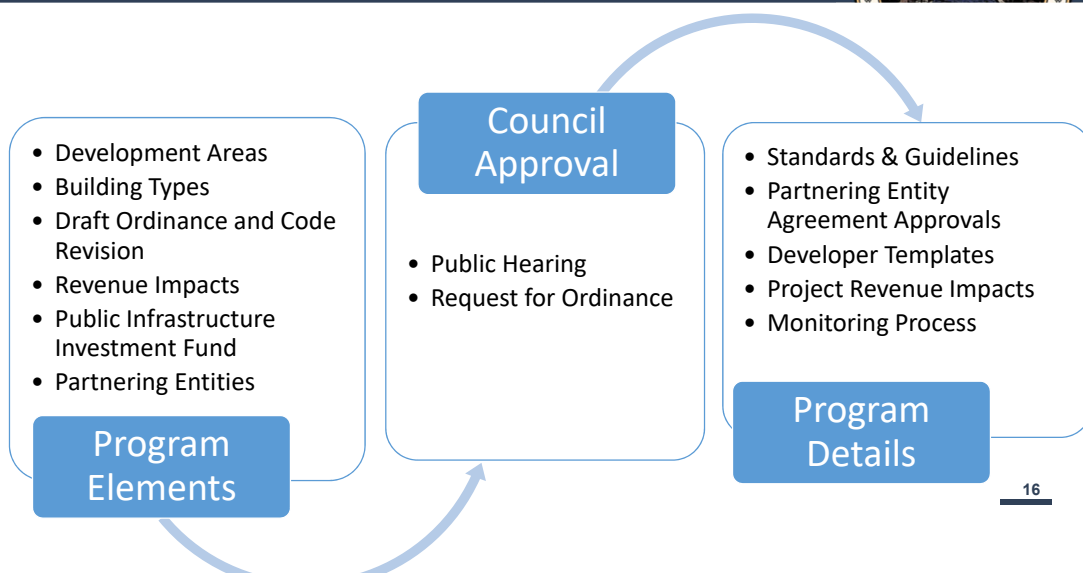 • Development Areas
• Building Types
• Draft Ordinance and Code
Revision
• Revenue Impacts
• Public Infrastructure
Investment Fund
• Partnering Entities
Program
Elements
Council
Approval
• Public Hearing
• Request for Ordinance
• Standards & Guidelines
• Partnering Entity
Agreement Approvals
• Developer Templates
• Project Revenue Impacts
• Monitoring Process
Program
Details
16